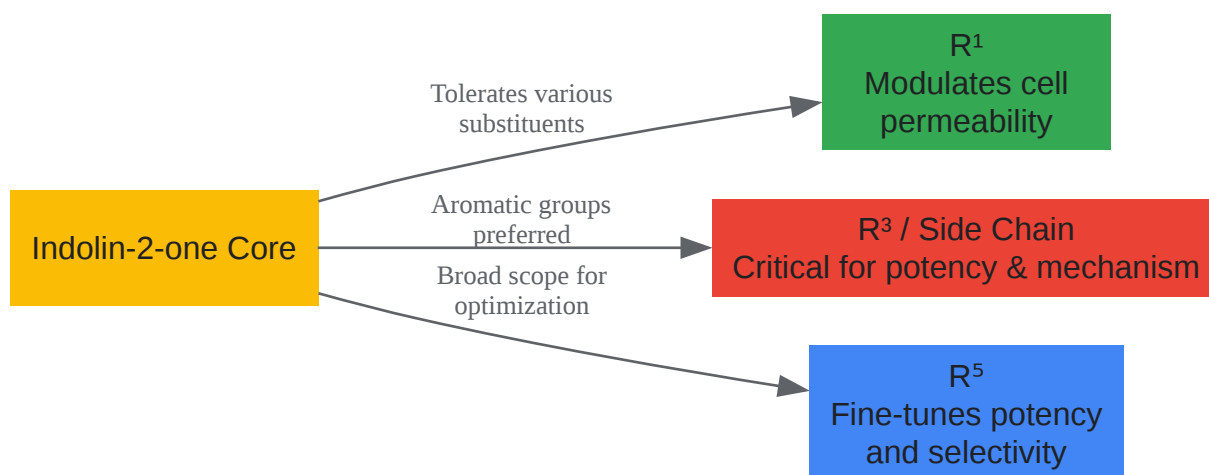 Indolin-2-one Core
Tolerates various
substituents
R¹
Modulates cell
permeability
Aromatic groups
preferred
R³ / Side Chain
Critical for potency & mechanism
Broad scope for
optimization
R⁵
Fine-tunes potency
and selectivity